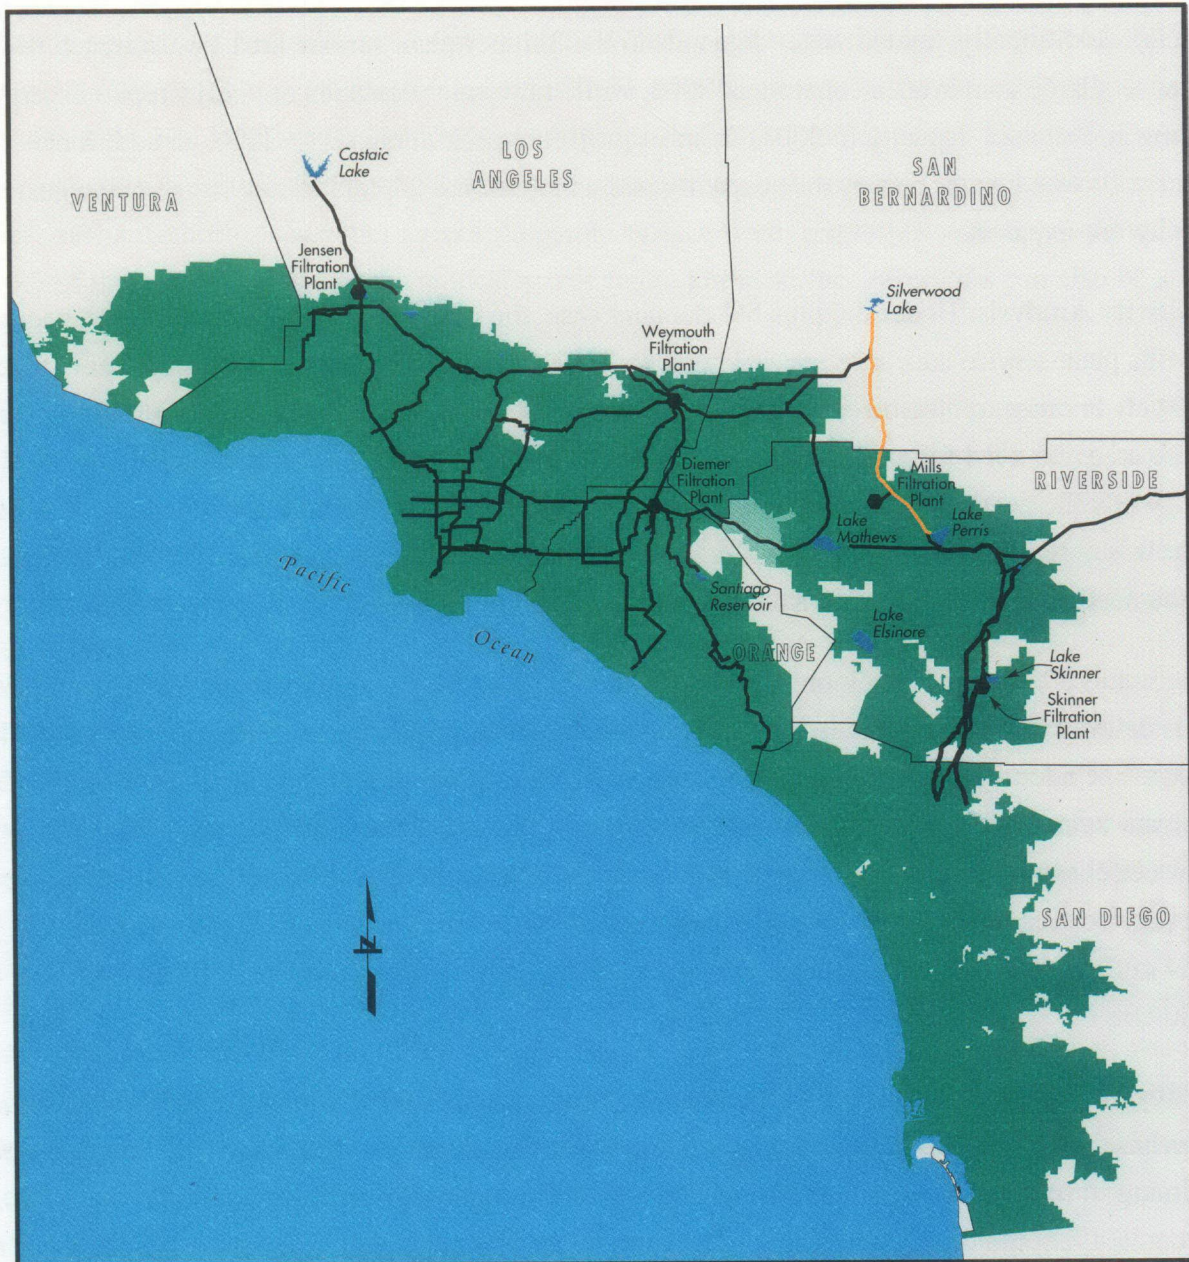 Castaic
Lake
LOS
ANGELES
SAN
BERNARDINO
VENTURA
Jensen
Filtration
Plant
Silverwood
Lake
Weymouth
Filtration
Plant
Diemer
Filtration
Plant
Mills
Filtration
Plant
RIVERSIDE
Lake
Mathews
Lake
Perris
Pacific
Ocean
Santiago
Reservoir
Lake
Elsinore
ORANGE
Lake
Skinner
Skinner
Filtration
Plant
SAN DIEGO
N